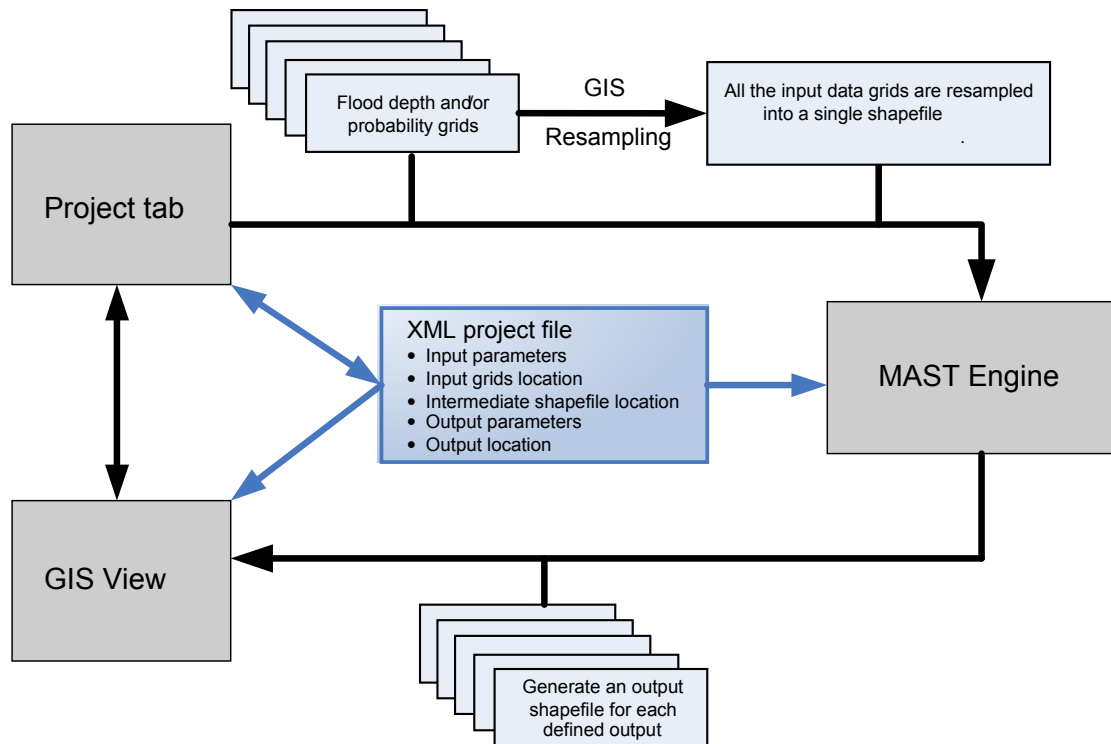 Flood depth and/or
probability grids
GIS
Resampling
All the input data grids are resampled
into a single shapefile
.
Project tab
XML project file
• Input parameters
• Input grids location
• Intermediate shapefile location
• Output parameters
• Output location
MAST Engine
GIS View
Generate an output
shapefile for each
defined output